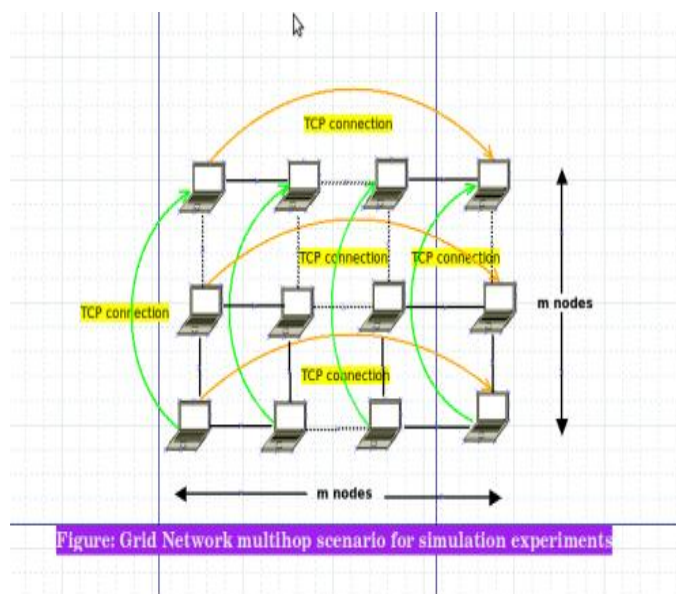 TCP connection
TCP connection
TCP connection
TCP connection
m nodes
TCP connection
m nodes
Figure: Grid Network multihop scenario for simulation experiments